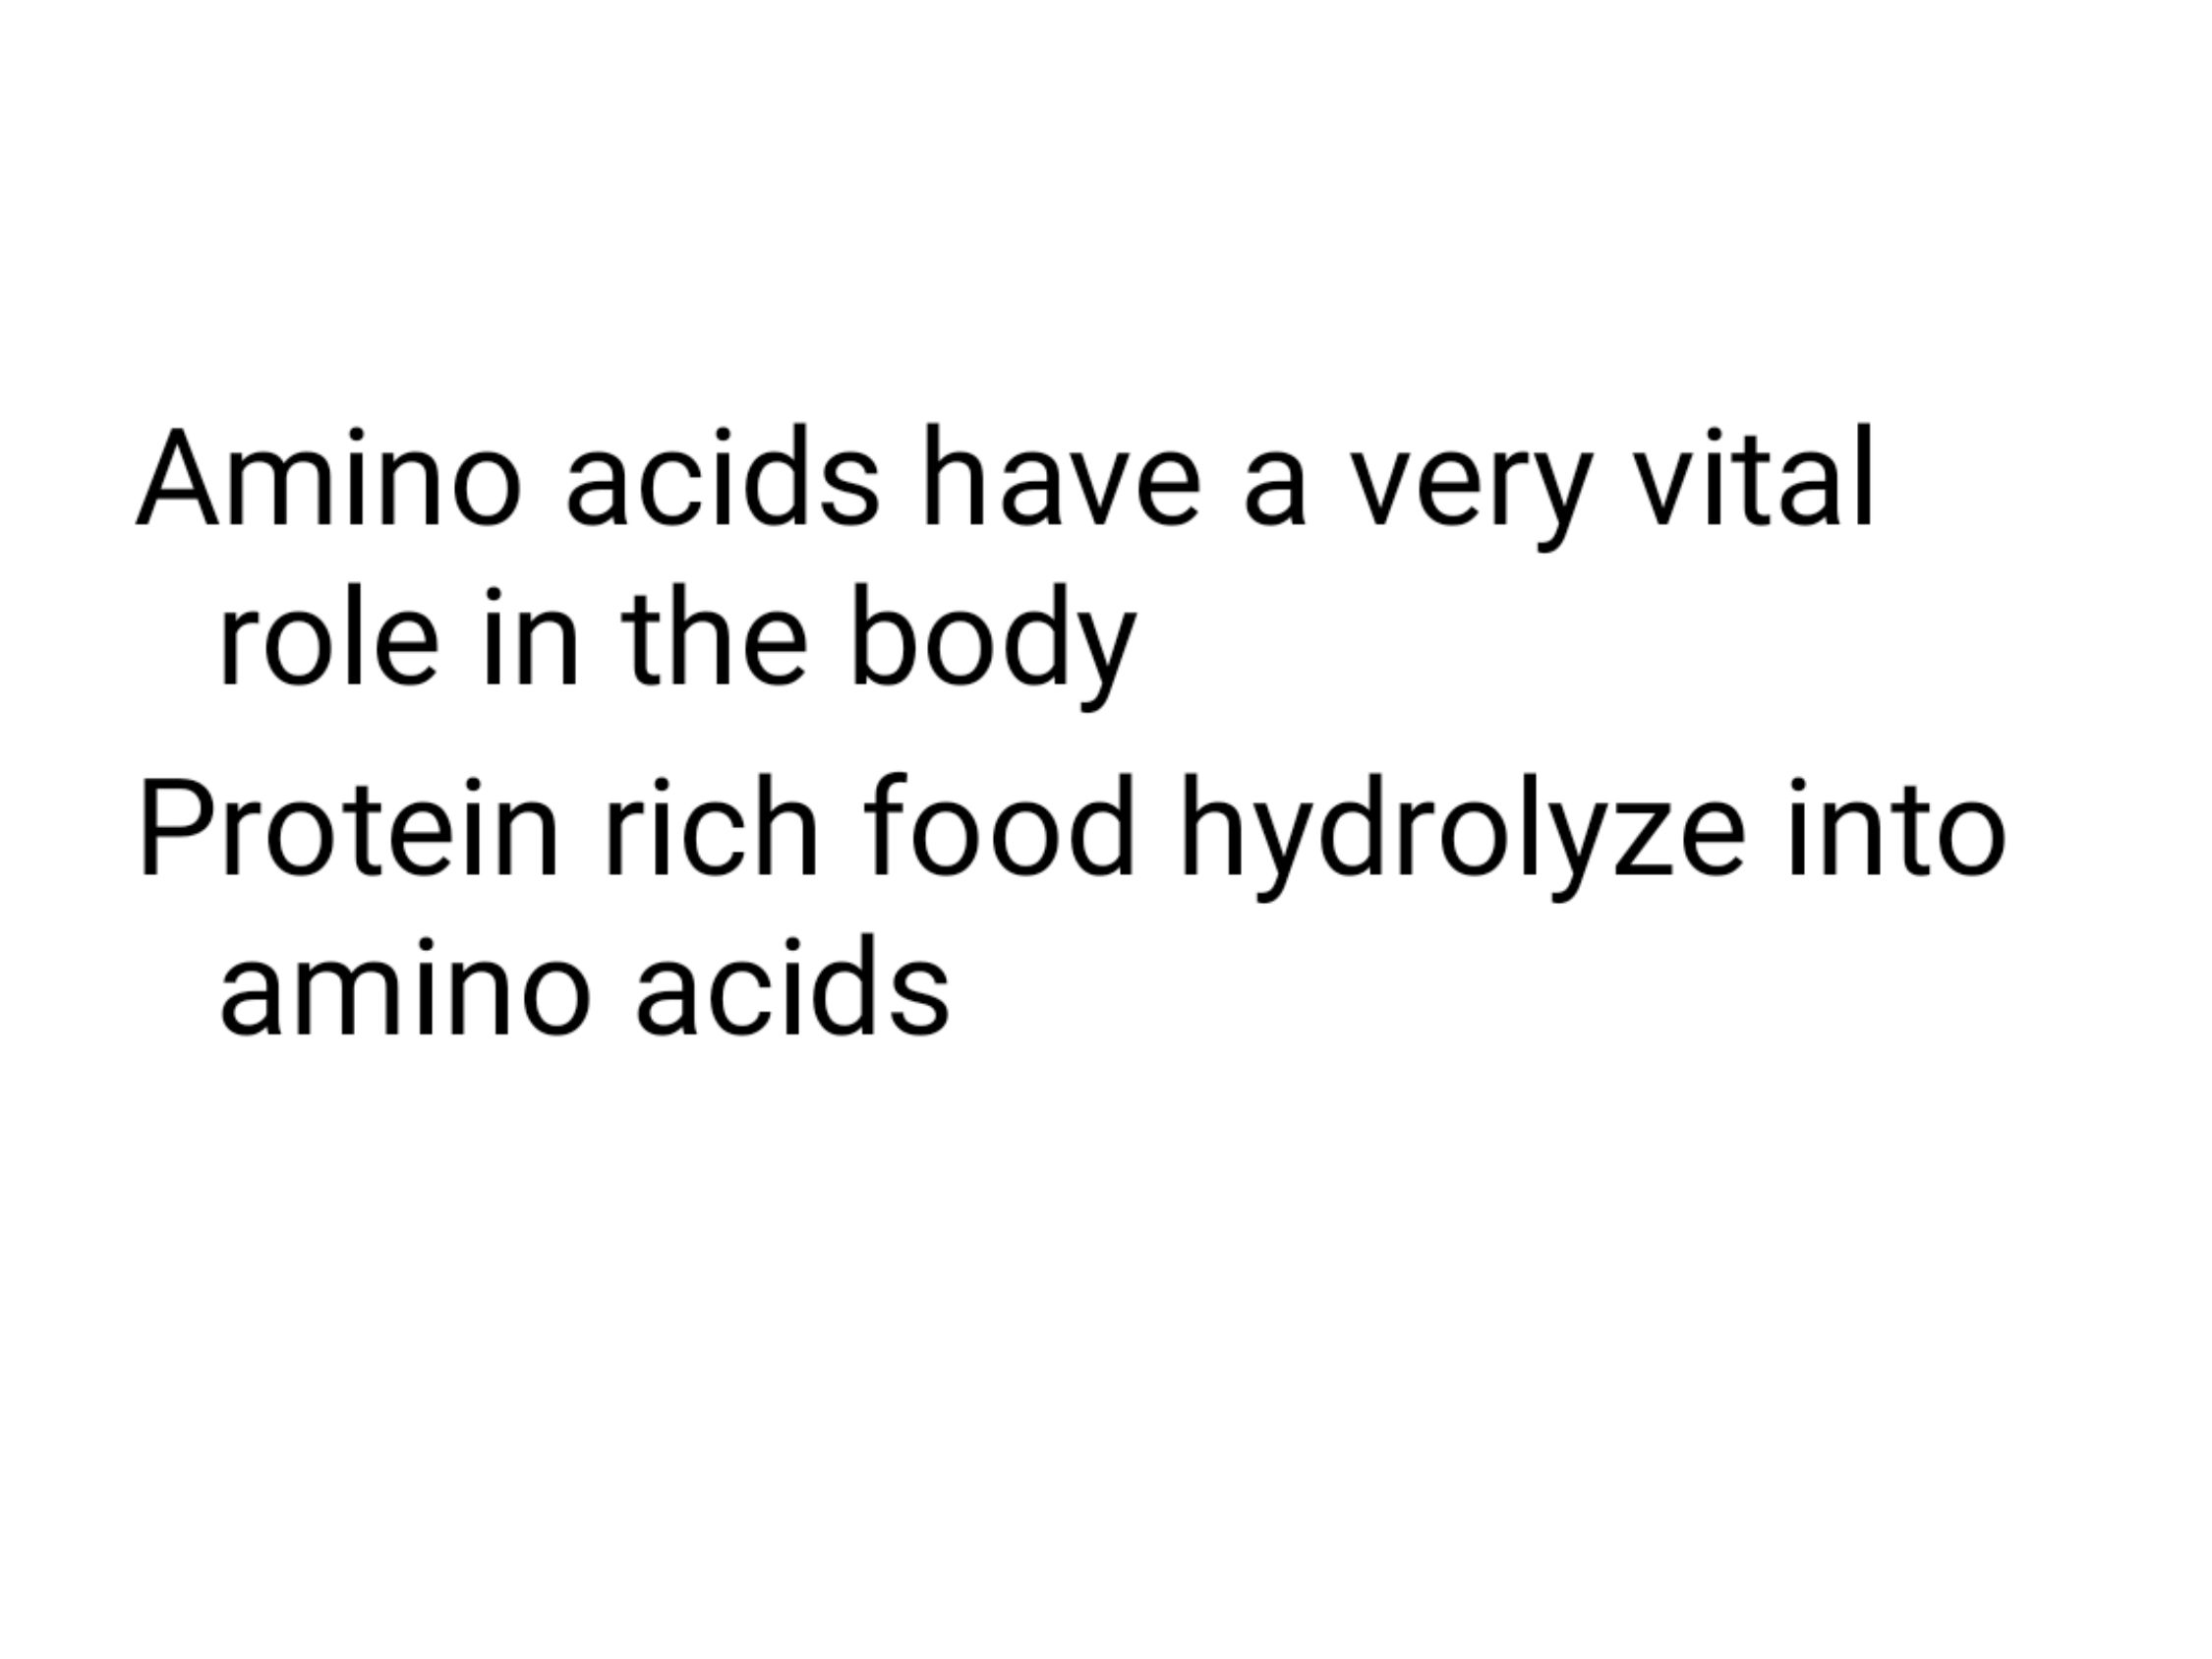 Amino acids have a very vital
role in the body
Protein rich food hydrolyze into
amino acids